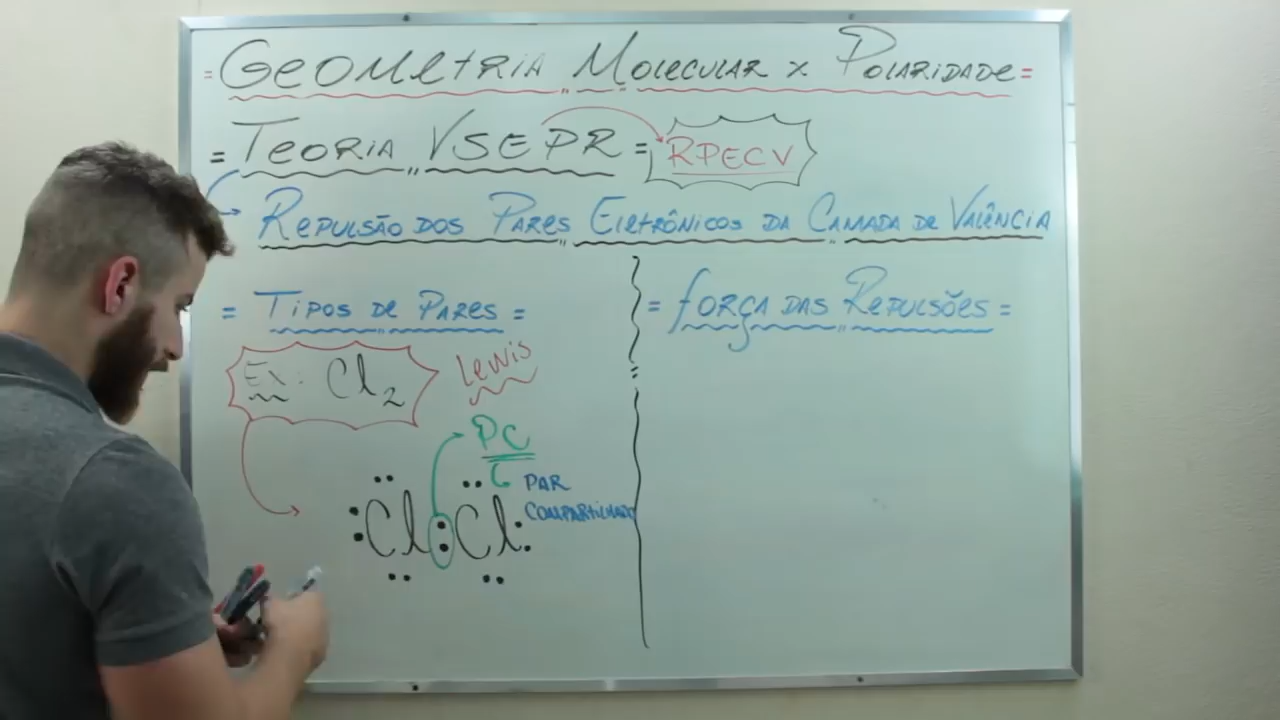 = GEOMETRIA MOLECULAR x POLARIDADE =
= TEORIA VSEPR = RPECV
REPULSÃO DOS PARES ELETRÔNICOS DA CAMADA DE VALÊNCIA
= TIPOS DE PARES =
= FORÇA DAS REPULSÕES =
EX: Cl2
Lewis
PC
PAR
COMPARTILHADO
:Cl:Cl: